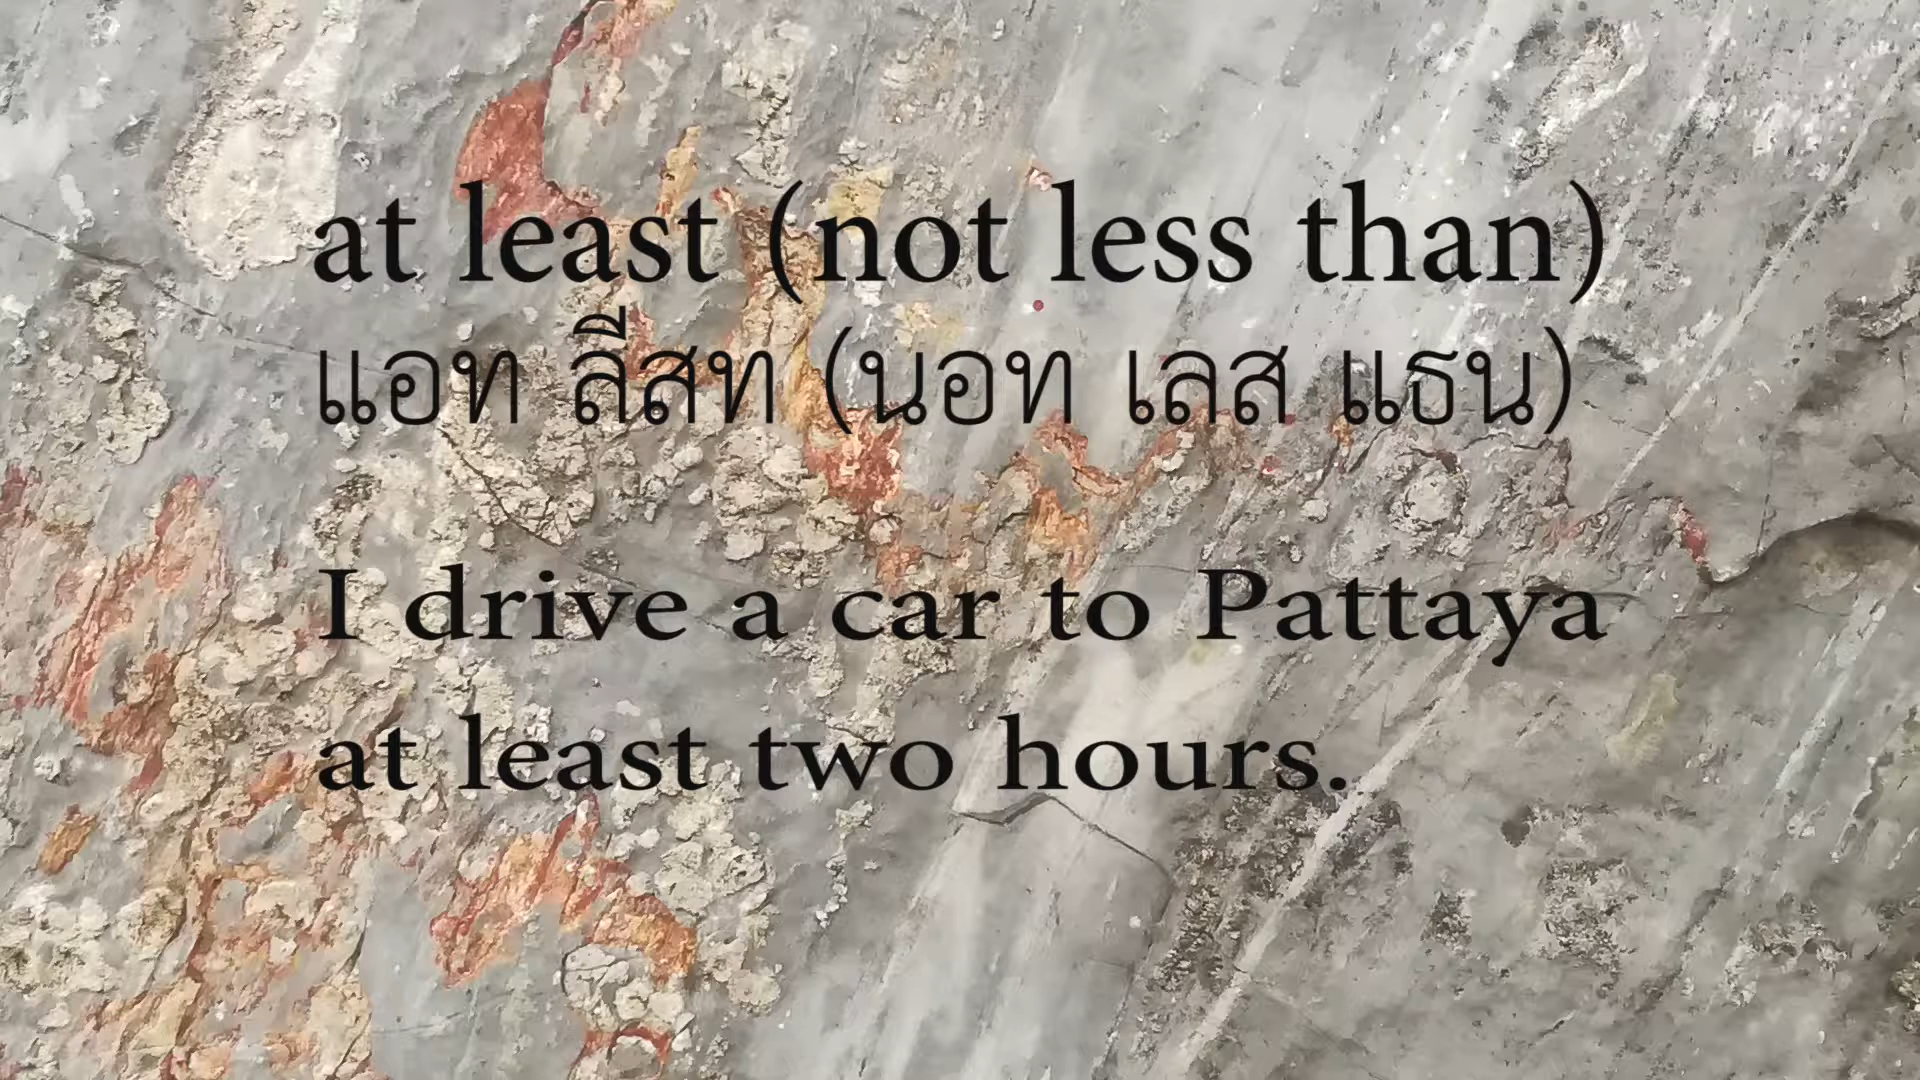 at least (not less than)
แอท ลีสท (นอท เลส แธน)
I drive a car to Pattaya
at least two hours.